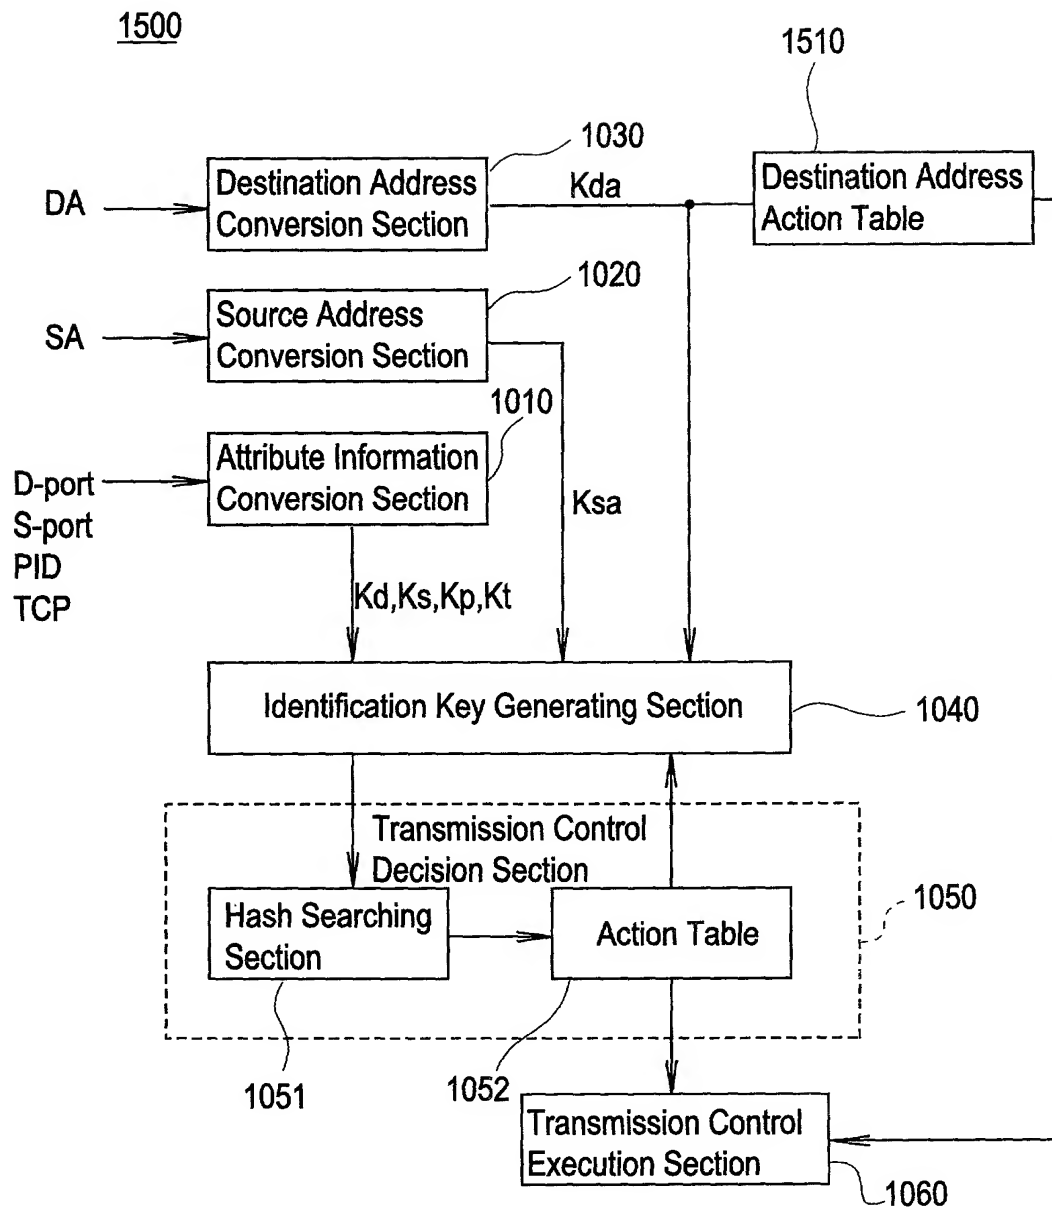 1500
1510
1030
Destination Address
Conversion Section
DA
Kda
Destination Address
Action Table
1020
Source Address
Conversion Section
SA
1010
Attribute Information
Conversion Section
D-port
S-port
PID
TCP
Ksa
Kd,Ks,Kp,Kt
Identification Key Generating Section
1040
Transmission Control
Decision Section
1050
Hash Searching
Section
Action Table
1051
1052
Transmission Control
Execution Section
1060